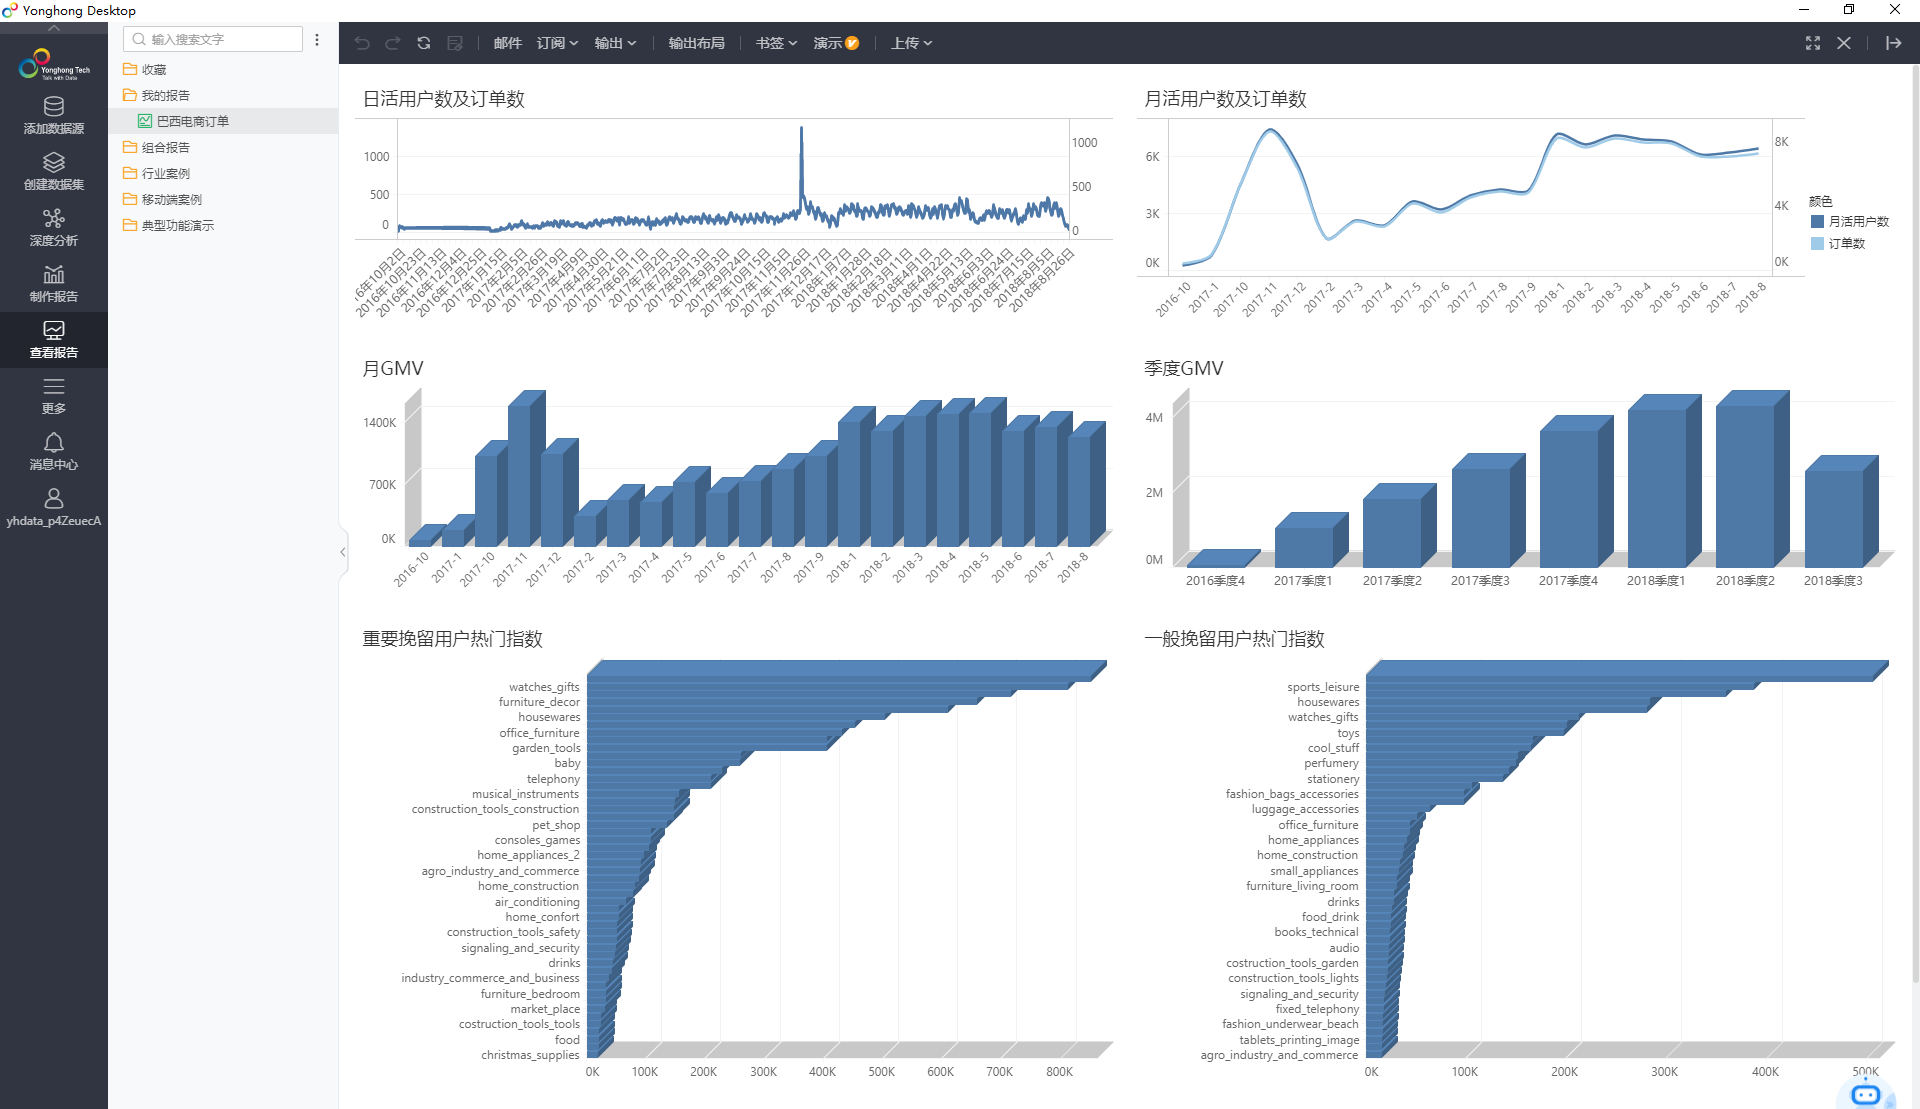 Yonghong Desktop
Yonghong Tech
Talk with Data
添加数据源
创建数据集
深度分析
制作报告
查看报告
更多
消息中心
yhdata_p4ZeuecA
输入搜索文字
收藏
我的报告
巴西电商订单
组合报告
行业案例
移动端案例
典型功能演示
邮件 订阅 输出 输出布局 书签 演示 上传
日活用户数及订单数
1000
500
0
1000
500
0
16年10月2日
2016年10月23日
2016年11月13日
2016年12月4日
2016年12月25日
2017年1月15日
2017年2月5日
2017年2月26日
2017年3月19日
2017年4月9日
2017年4月30日
2017年5月21日
2017年6月11日
2017年7月2日
2017年7月23日
2017年8月13日
2017年9月3日
2017年9月24日
2017年10月15日
2017年11月5日
2017年11月26日
2017年12月17日
2018年1月7日
2018年1月28日
2018年2月18日
2018年3月11日
2018年4月1日
2018年4月22日
2018年5月13日
2018年6月3日
2018年6月24日
2018年7月15日
2018年8月5日
2018年8月26日
月活用户数及订单数
6K
3K
0K
8K
4K
0K
2016-10
2017-1
2017-10
2017-11
2017-12
2017-2
2017-3
2017-4
2017-5
2017-6
2017-7
2017-8
2017-9
2018-1
2018-2
2018-3
2018-4
2018-5
2018-6
2018-7
2018-8
颜色
月活用户数
订单数
月GMV
1400K
700K
0K
2016-10
2017-1
2017-10
2017-11
2017-12
2017-2
2017-3
2017-4
2017-5
2017-6
2017-7
2017-8
2017-9
2018-1
2018-2
2018-3
2018-4
2018-5
2018-6
2018-7
2018-8
季度GMV
4M
2M
0M
2016季度4 2017季度1 2017季度2 2017季度3 2017季度4 2018季度1 2018季度2 2018季度3
重要挽留用户热门指数
watches_gifts
furniture_decor
housewares
office_furniture
garden_tools
baby
telephony
musical_instruments
construction_tools_construction
pet_shop
consoles_games
home_appliances_2
agro_industry_and_commerce
home_construction
air_conditioning
home_confort
construction_tools_safety
signaling_and_security
drinks
industry_commerce_and_business
furniture_bedroom
market_place
costruction_tools_tools
food
christmas_supplies
0K 100K 200K 300K 400K 500K 600K 700K 800K
一般挽留用户热门指数
sports_leisure
housewares
watches_gifts
toys
cool_stuff
perfumery
stationery
fashion_bags_accessories
luggage_accessories
office_furniture
home_appliances
home_construction
small_appliances
furniture_living_room
drinks
food_drink
books_technical
audio
costruction_tools_garden
construction_tools_lights
signaling_and_security
fixed_telephony
fashion_underwear_beach
tablets_printing_image
agro_industry_and_commerce
0K 100K 200K 300K 400K 500K